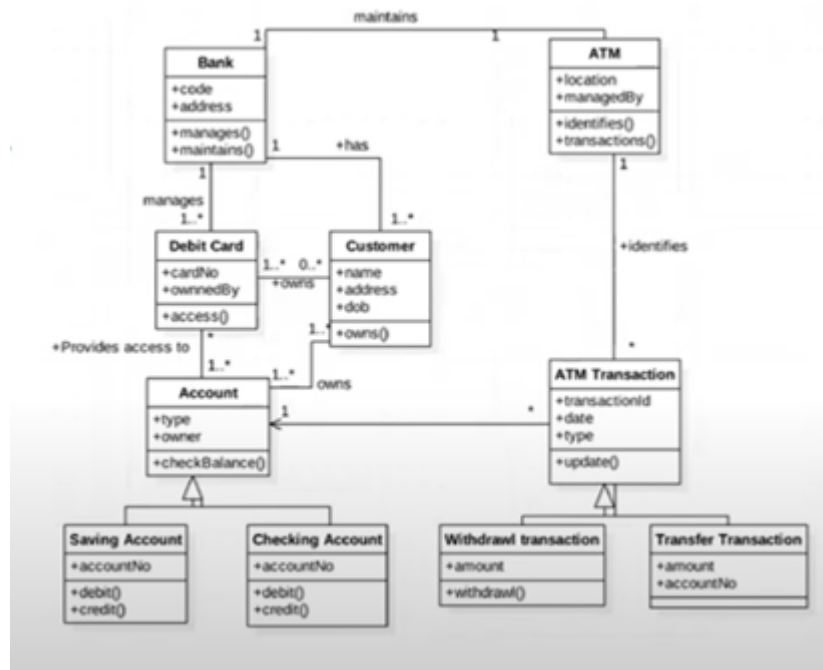 maintains
1
1
Bank
+code
+address
+manages()
+maintains()
ATM
+location
+managedBy
+identifies()
+transactions()
1
+has
1
1
manages
1..*
1..*
Debit Card
+cardNo
+ownnedBy
+access()
1..*
0..*
+owns
Customer
+name
+address
+dob
+owns()
+identifies
*
+Provides access to
1..*
1..*
1..*
owns
*
Account
+type
+owner
+checkBalance()
1
*
ATM Transaction
+transactionId
+date
+type
+update()
Saving Account
+accountNo
+debit()
+credit()
Checking Account
+accountNo
+debit()
+credit()
Withdrawl transaction
+amount
+withdrawl()
Transfer Transaction
+amount
+accountNo